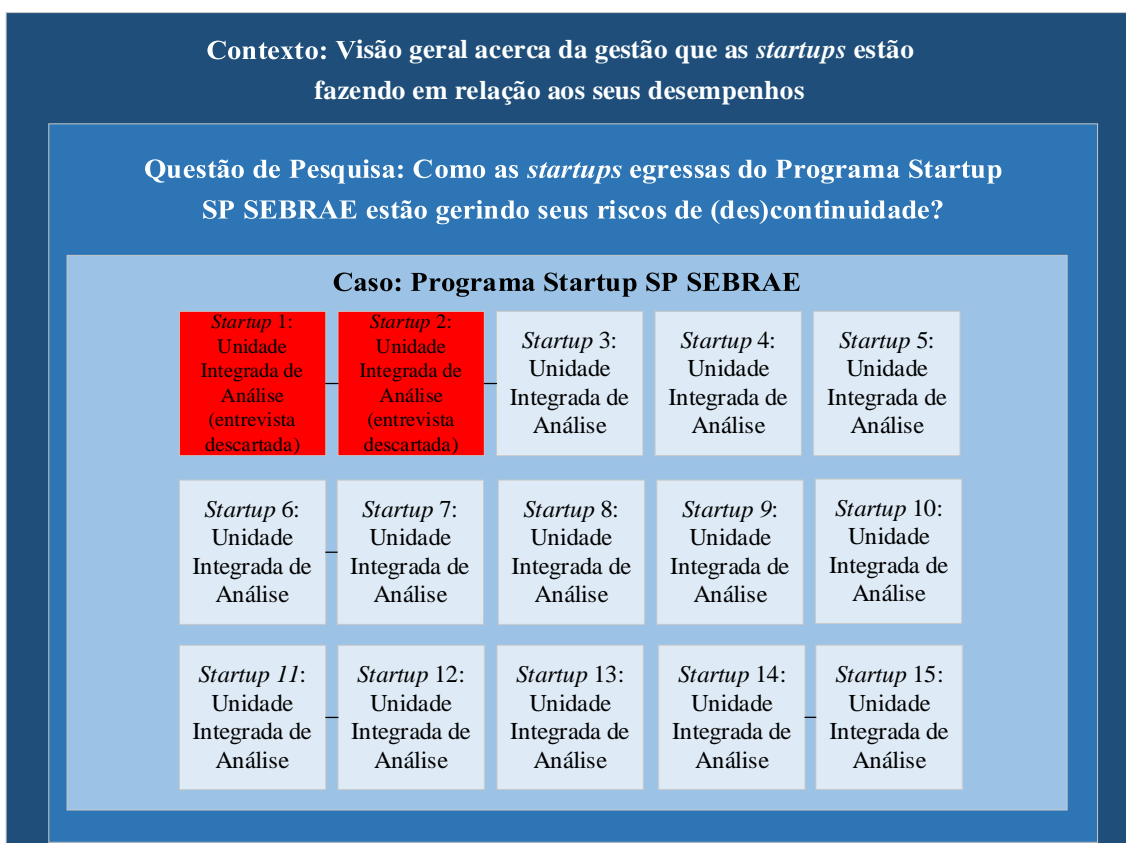 Contexto: Visão geral acerca da gestão que as startups estão
fazendo em relação aos seus desempenhos
Questão de Pesquisa: Como as startups egressas do Programa Startup
SP SEBRAE estão gerindo seus riscos de (des)continuidade?
Caso: Programa Startup SP SEBRAE
Startup 1:
Unidade
Integrada de
Análise
(entrevista
descartada)
Startup 2:
Unidade
Integrada de
Análise
(entrevista
descartada)
Startup 3:
Unidade
Integrada de
Análise
Startup 4:
Unidade
Integrada de
Análise
Startup 5:
Unidade
Integrada de
Análise
Startup 6:
Unidade
Integrada de
Análise
Startup 7:
Unidade
Integrada de
Análise
Startup 8:
Unidade
Integrada de
Análise
Startup 9:
Unidade
Integrada de
Análise
Startup 10:
Unidade
Integrada de
Análise
Startup 11:
Unidade
Integrada de
Análise
Startup 12:
Unidade
Integrada de
Análise
Startup 13:
Unidade
Integrada de
Análise
Startup 14:
Unidade
Integrada de
Análise
Startup 15:
Unidade
Integrada de
Análise